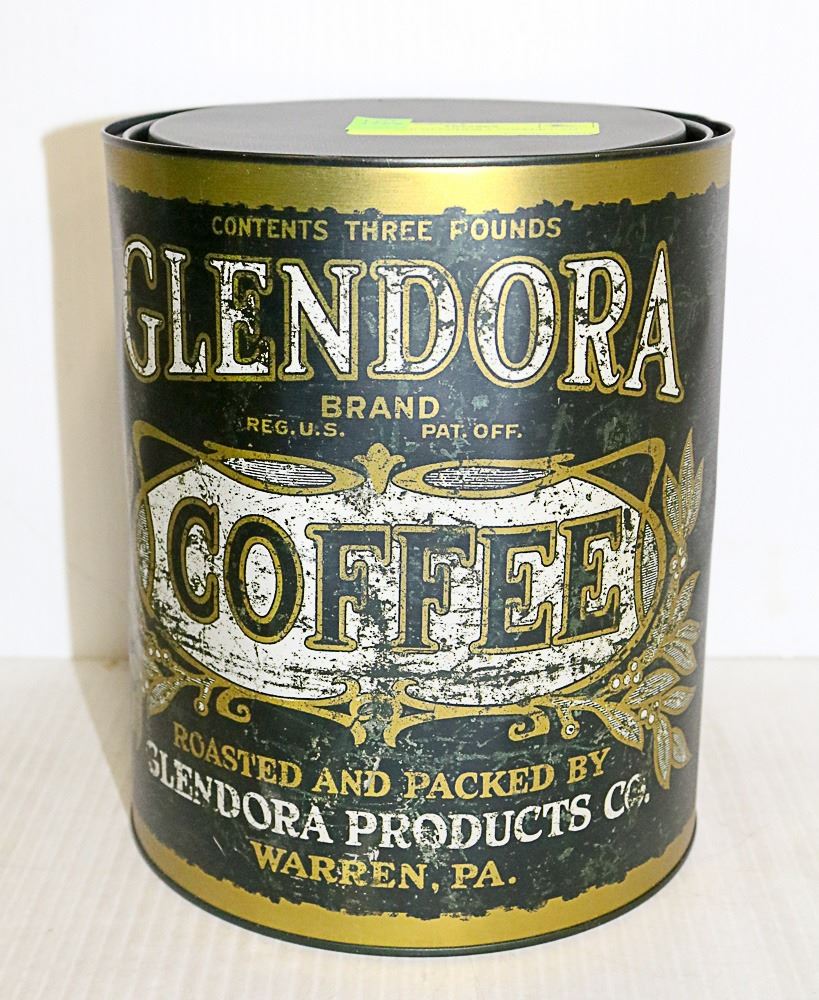 CONTENTS THREE POUNDS
GLENDORA
BRAND
REG. U.S. PAT. OFF.
COFFEE
ROASTED AND PACKED BY
GLENDORA PRODUCTS CO.
WARREN, PA.